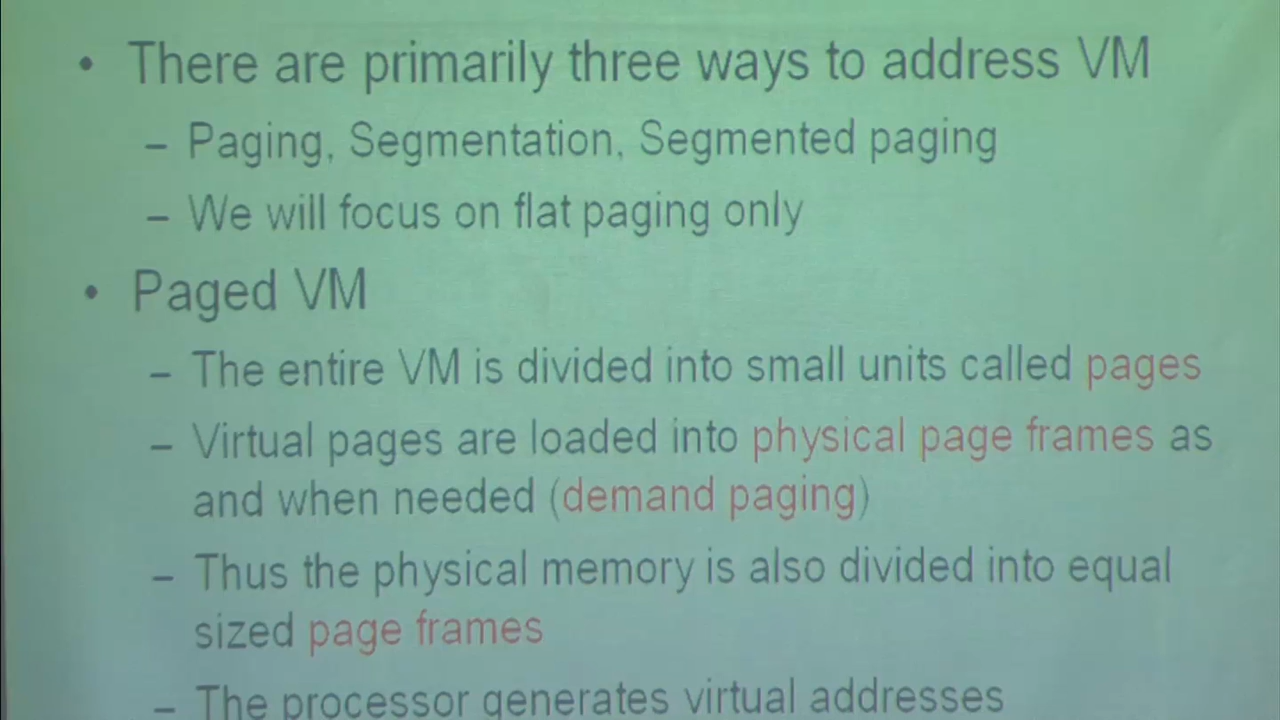 • There are primarily three ways to address VM
– Paging, Segmentation, Segmented paging
– We will focus on flat paging only
• Paged VM
– The entire VM is divided into small units called pages
– Virtual pages are loaded into physical page frames as
and when needed (demand paging)
– Thus the physical memory is also divided into equal
sized page frames
– The processor generates virtual addresses